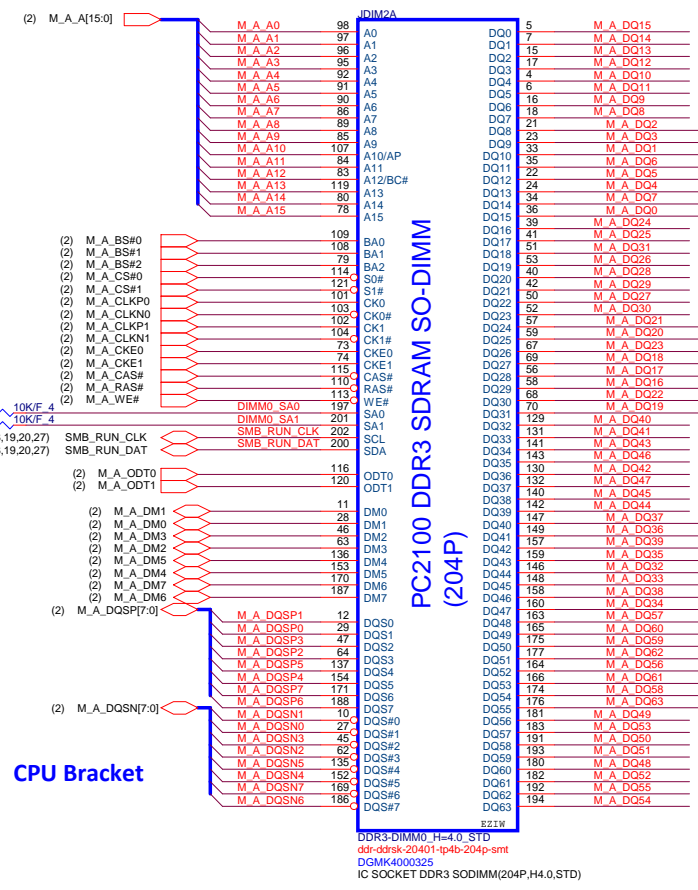 JDIM2A
(2) M_A_A[15:0]
M_A_A0 98 A0
M_A_A1 97 A1
M_A_A2 96 A2
M_A_A3 95 A3
M_A_A4 92 A4
M_A_A5 91 A5
M_A_A6 90 A6
M_A_A7 86 A7
M_A_A8 89 A8
M_A_A9 85 A9
M_A_A10 107 A10/AP
M_A_A11 84 A11
M_A_A12 83 A12/BC#
M_A_A13 119 A13
M_A_A14 80 A14
M_A_A15 78 A15
(2) M_A_BS#0 109 BA0
(2) M_A_BS#1 108 BA1
(2) M_A_BS#2 79 BA2
(2) M_A_CS#0 114 S0#
(2) M_A_CS#1 121 S1#
(2) M_A_CLKP0 101 CK0
(2) M_A_CLKN0 103 CK0#
(2) M_A_CLKP1 102 CK1
(2) M_A_CLKN1 104 CK1#
(2) M_A_CKE0 73 CKE0
(2) M_A_CKE1 74 CKE1
(2) M_A_CAS# 115 CAS#
(2) M_A_RAS# 110 RAS#
(2) M_A_WE# 113 WE#
10K/F_4 DIMM0_SA0 197 SA0
10K/F_4 DIMM0_SA1 201 SA1
,19,20,27) SMB_RUN_CLK SMB_RUN_CLK 202 SCL
,19,20,27) SMB_RUN_DAT SMB_RUN_DAT 200 SDA
(2) M_A_ODT0 116 ODT0
(2) M_A_ODT1 120 ODT1
(2) M_A_DM1 11 DM0
(2) M_A_DM0 28 DM1
(2) M_A_DM3 46 DM2
(2) M_A_DM2 63 DM3
(2) M_A_DM5 136 DM4
(2) M_A_DM4 153 DM5
(2) M_A_DM7 170 DM6
(2) M_A_DM6 187 DM7
(2) M_A_DQSP[7:0]
M_A_DQSP1 12 DQS0
M_A_DQSP0 29 DQS1
M_A_DQSP3 47 DQS2
M_A_DQSP2 64 DQS3
M_A_DQSP5 137 DQS4
M_A_DQSP4 154 DQS5
M_A_DQSP7 171 DQS6
M_A_DQSP6 188 DQS7
(2) M_A_DQSN[7:0]
M_A_DQSN1 10 DQS#0
M_A_DQSN0 27 DQS#1
M_A_DQSN3 45 DQS#2
M_A_DQSN2 62 DQS#3
M_A_DQSN5 135 DQS#4
M_A_DQSN4 152 DQS#5
M_A_DQSN7 169 DQS#6
M_A_DQSN6 186 DQS#7
CPU Bracket
PC2100 DDR3 SDRAM SO-DIMM
(204P)
DQ0 5 M_A_DQ15
DQ1 7 M_A_DQ14
DQ2 15 M_A_DQ13
DQ3 17 M_A_DQ12
DQ4 4 M_A_DQ10
DQ5 6 M_A_DQ11
DQ6 16 M_A_DQ9
DQ7 18 M_A_DQ8
DQ8 21 M_A_DQ2
DQ9 23 M_A_DQ3
DQ10 33 M_A_DQ1
DQ11 35 M_A_DQ6
DQ12 22 M_A_DQ5
DQ13 24 M_A_DQ4
DQ14 34 M_A_DQ7
DQ15 36 M_A_DQ0
DQ16 39 M_A_DQ24
DQ17 41 M_A_DQ25
DQ18 51 M_A_DQ31
DQ19 53 M_A_DQ26
DQ20 40 M_A_DQ28
DQ21 42 M_A_DQ29
DQ22 50 M_A_DQ27
DQ23 52 M_A_DQ30
DQ24 57 M_A_DQ21
DQ25 59 M_A_DQ20
DQ26 67 M_A_DQ23
DQ27 69 M_A_DQ18
DQ28 56 M_A_DQ17
DQ29 58 M_A_DQ16
DQ30 68 M_A_DQ22
DQ31 70 M_A_DQ19
DQ32 129 M_A_DQ40
DQ33 131 M_A_DQ41
DQ34 141 M_A_DQ43
DQ35 143 M_A_DQ46
DQ36 130 M_A_DQ42
DQ37 132 M_A_DQ47
DQ38 140 M_A_DQ45
DQ39 142 M_A_DQ44
DQ40 147 M_A_DQ37
DQ41 149 M_A_DQ36
DQ42 157 M_A_DQ39
DQ43 159 M_A_DQ35
DQ44 146 M_A_DQ32
DQ45 148 M_A_DQ33
DQ46 158 M_A_DQ38
DQ47 160 M_A_DQ34
DQ48 163 M_A_DQ57
DQ49 165 M_A_DQ60
DQ50 175 M_A_DQ59
DQ51 177 M_A_DQ62
DQ52 164 M_A_DQ56
DQ53 166 M_A_DQ61
DQ54 174 M_A_DQ58
DQ55 176 M_A_DQ63
DQ56 181 M_A_DQ49
DQ57 183 M_A_DQ53
DQ58 191 M_A_DQ50
DQ59 193 M_A_DQ51
DQ60 180 M_A_DQ48
DQ61 182 M_A_DQ52
DQ62 192 M_A_DQ55
DQ63 194 M_A_DQ54
EZIW
DDR3-DIMM0_H=4.0_STD
ddr-ddrsk-20401-tp4b-204p-smt
DGMK4000325
IC SOCKET DDR3 SODIMM(204P,H4.0,STD)